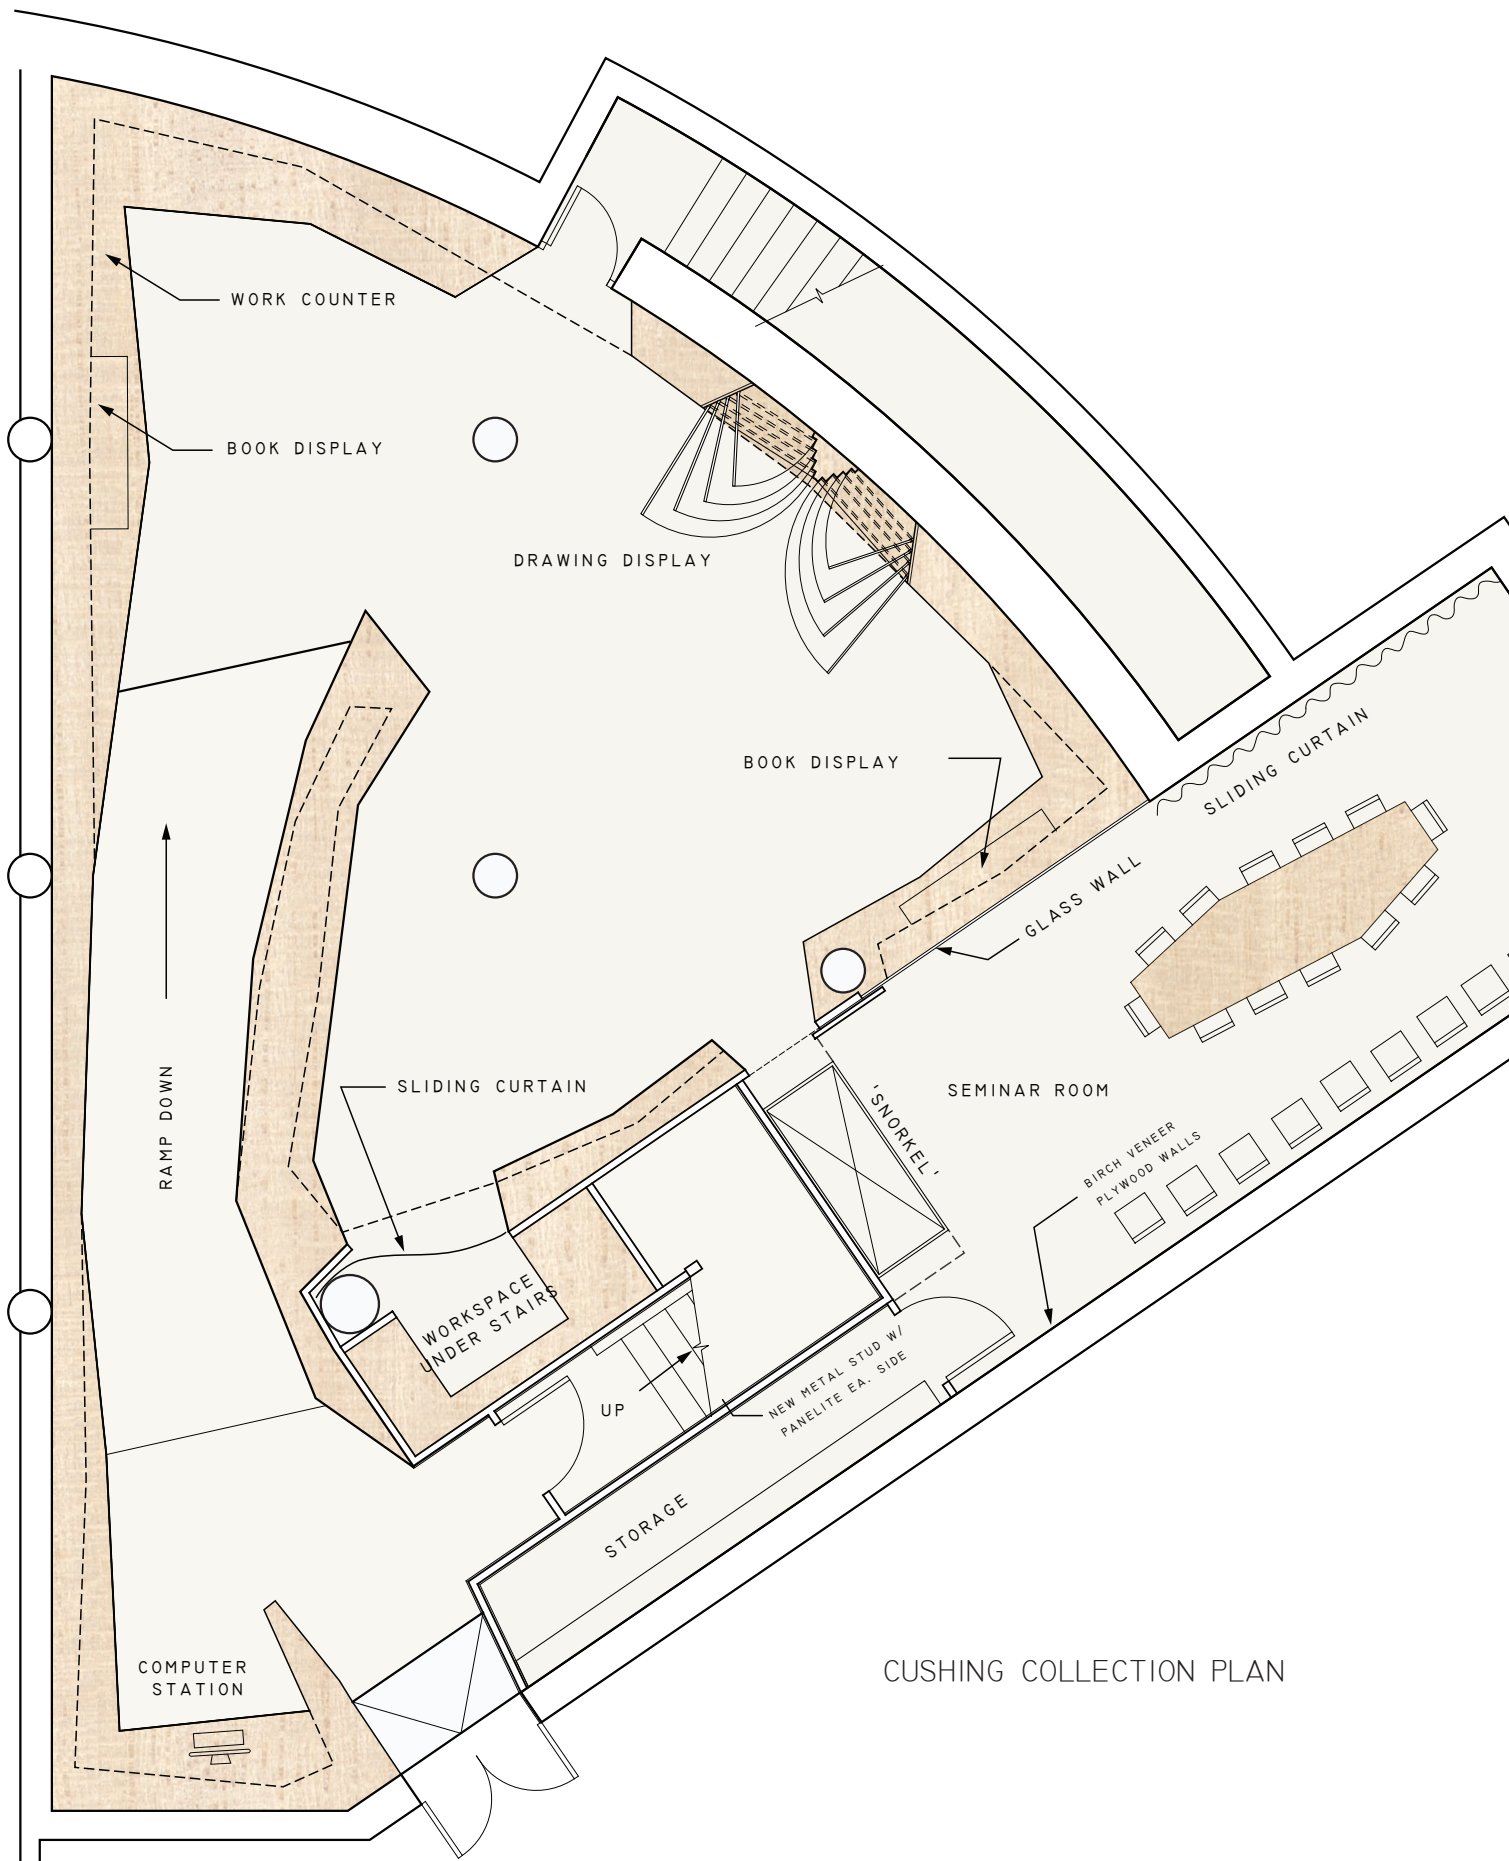 WORK COUNTER
BOOK DISPLAY
DRAWING DISPLAY
BOOK DISPLAY
SLIDING CURTAIN
GLASS WALL
RAMP DOWN
SLIDING CURTAIN
'SNORKEL'
SEMINAR ROOM
BIRCH VENEER
PLYWOOD WALLS
WORKSPACE
UNDER STAIRS
UP
NEW METAL STUD W/
PANELITE EA. SIDE
STORAGE
COMPUTER
STATION
CUSHING COLLECTION PLAN